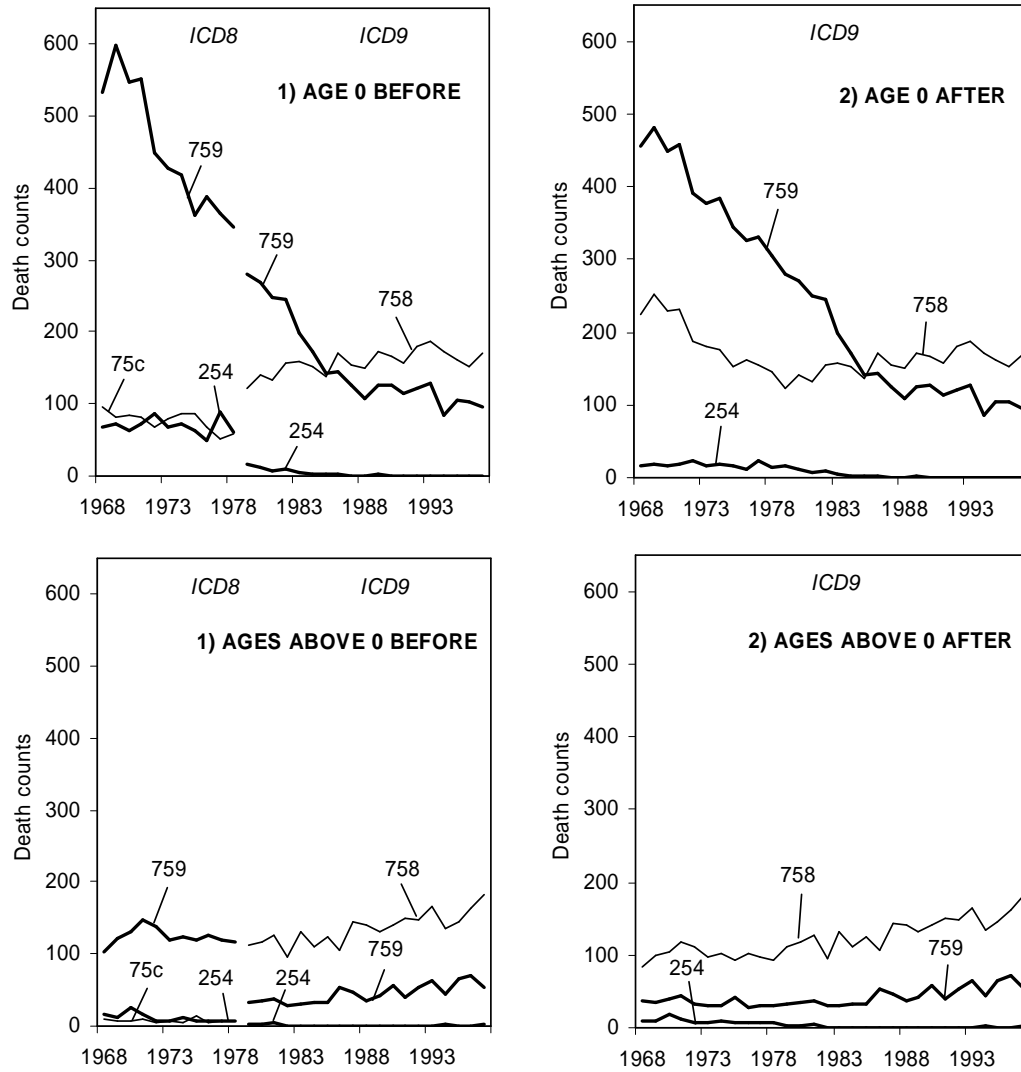 ICD8 ICD9
1) AGE 0 BEFORE
Death counts
600
500
400
300
200
100
0
759
759
758
75c
254
254
1968 1973 1978 1983 1988 1993
ICD9
2) AGE 0 AFTER
Death counts
600
500
400
300
200
100
0
759
758
254
1968 1973 1978 1983 1988 1993
ICD8 ICD9
1) AGES ABOVE 0 BEFORE
Death counts
600
500
400
300
200
100
0
759
758
75c
254
254
759
1968 1973 1978 1983 1988 1993
ICD9
2) AGES ABOVE 0 AFTER
Death counts
600
500
400
300
200
100
0
758
254
759
1968 1973 1978 1983 1988 1993